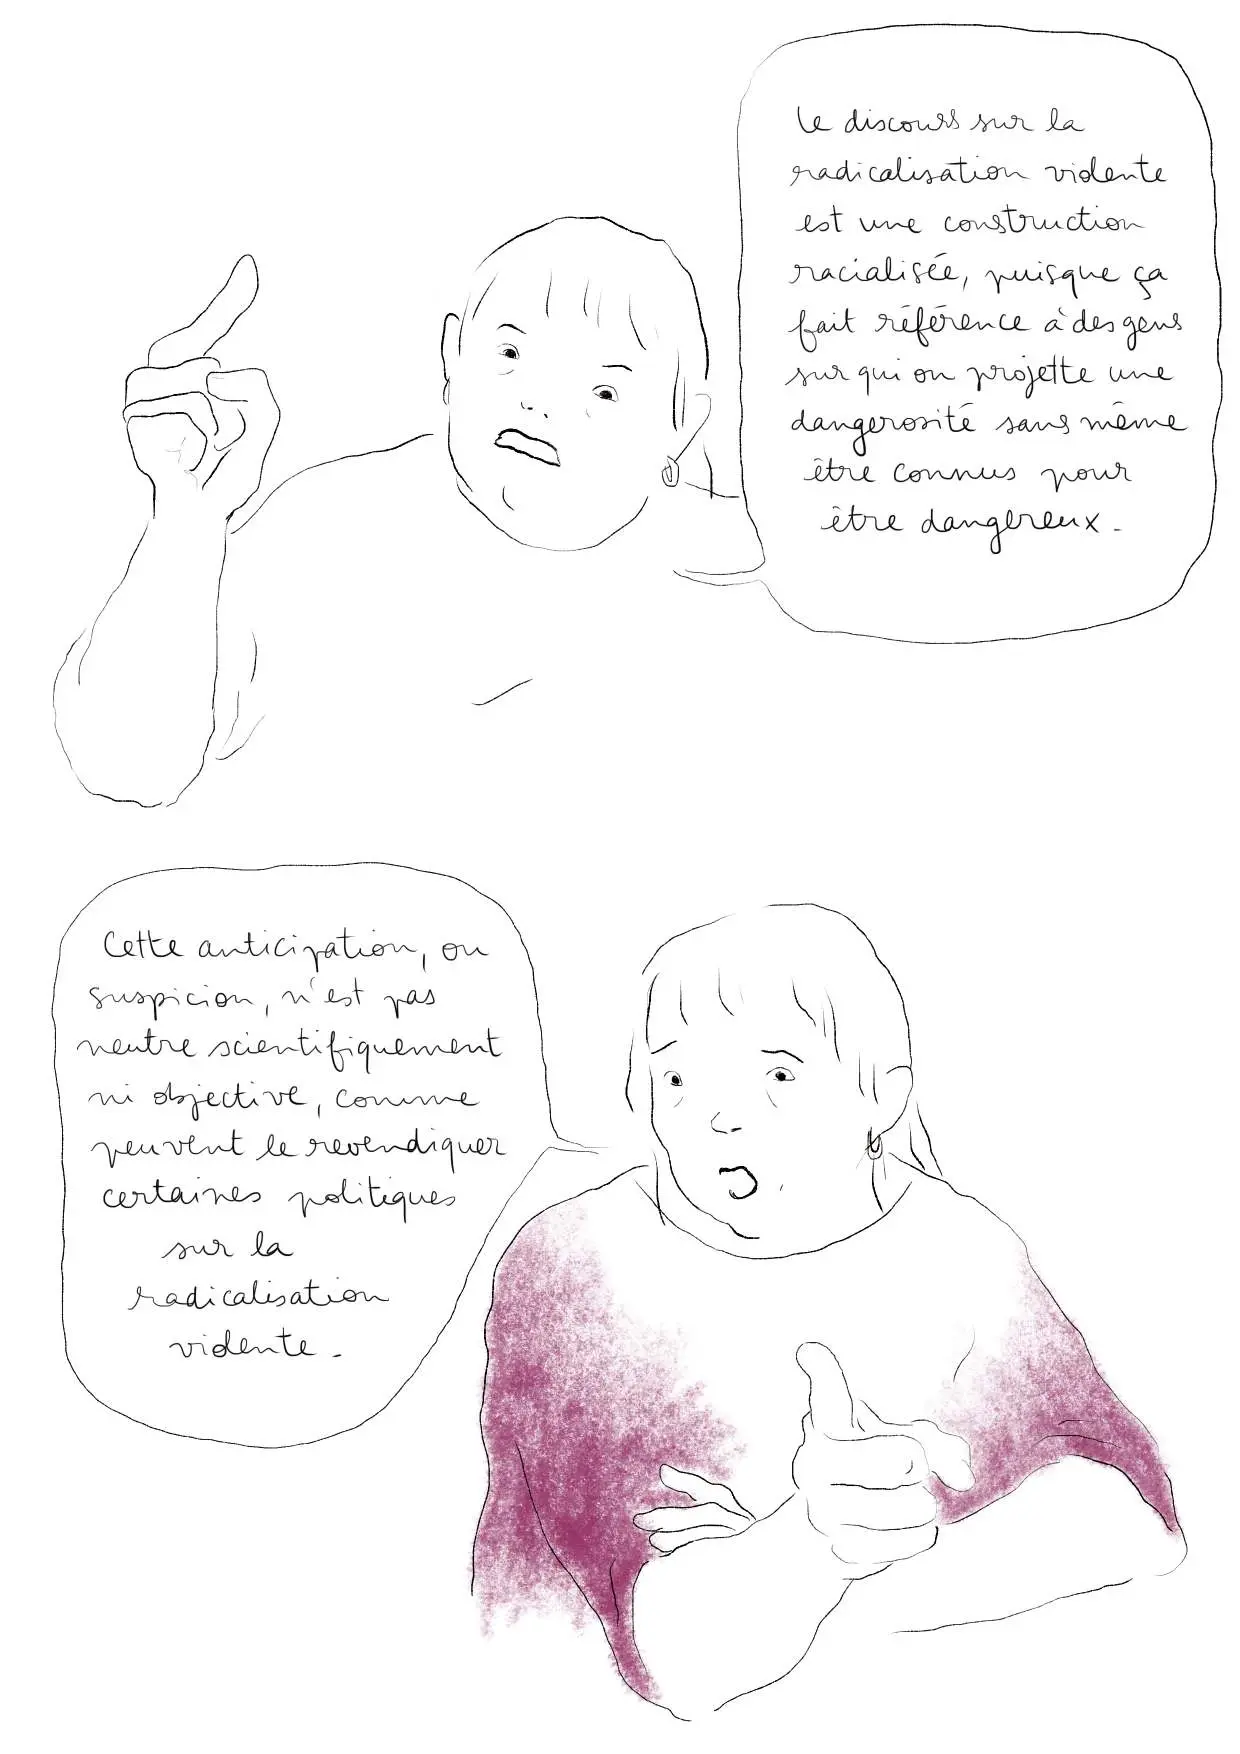 Le discours sur la
radicalisation violente
est une construction
racialisée, puisque ça
fait référence à des gens
sur qui on projette une
dangerosité sans même
être connus pour
être dangereux.
Cette anticipation, ou
suspicion, n'est pas
neutre scientifiquement
ni objective, comme
peuvent le revendiquer
certaines politiques
sur la
radicalisation
violente.